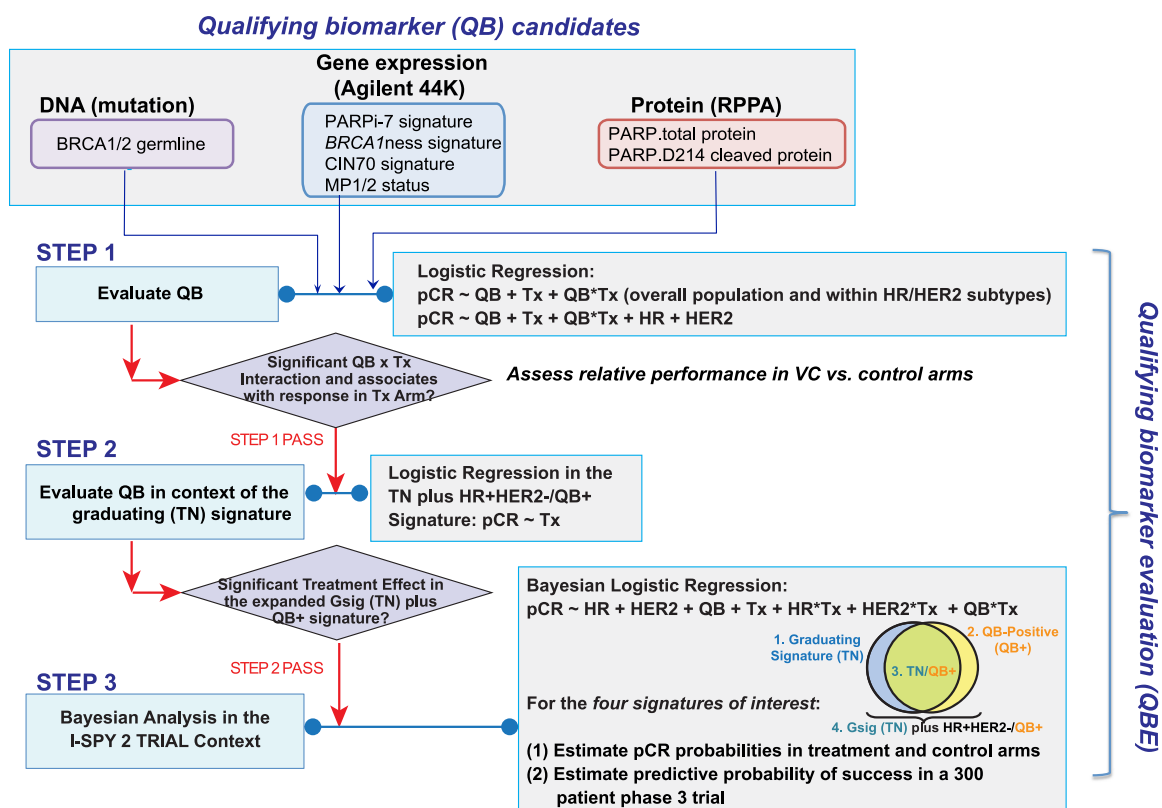 Qualifying biomarker (QB) candidates
Gene expression
(Agilent 44K)
DNA (mutation)
Protein (RPPA)
BRCA1/2 germline
PARPi-7 signature
BRCA1ness signature
CIN70 signature
MP1/2 status
PARP.total protein
PARP.D214 cleaved protein
STEP 1
Evaluate QB
Logistic Regression:
pCR ~ QB + Tx + QB*Tx (overall population and within HR/HER2 subtypes)
pCR ~ QB + Tx + QB*Tx + HR + HER2
Significant QB x Tx
Interaction and associates
with response in Tx Arm?
Assess relative performance in VC vs. control arms
STEP 1 PASS
STEP 2
Evaluate QB in context of the
graduating (TN) signature
Logistic Regression in the
TN plus HR+HER2-/QB+
Signature: pCR ~ Tx
Significant Treatment Effect in
the expanded Gsig (TN) plus
QB+ signature?
STEP 2 PASS
STEP 3
Bayesian Analysis in the
I-SPY 2 TRIAL Context
Bayesian Logistic Regression:
pCR ~ HR + HER2 + QB + Tx + HR*Tx + HER2*Tx + QB*Tx
1. Graduating
Signature (TN)
2. QB-Positive
(QB+)
3. TN/QB+
For the four signatures of interest:
4. Gsig (TN) plus HR+HER2-/QB+
(1) Estimate pCR probabilities in treatment and control arms
(2) Estimate predictive probability of success in a 300
patient phase 3 trial
Qualifying biomarker evaluation (QBE)